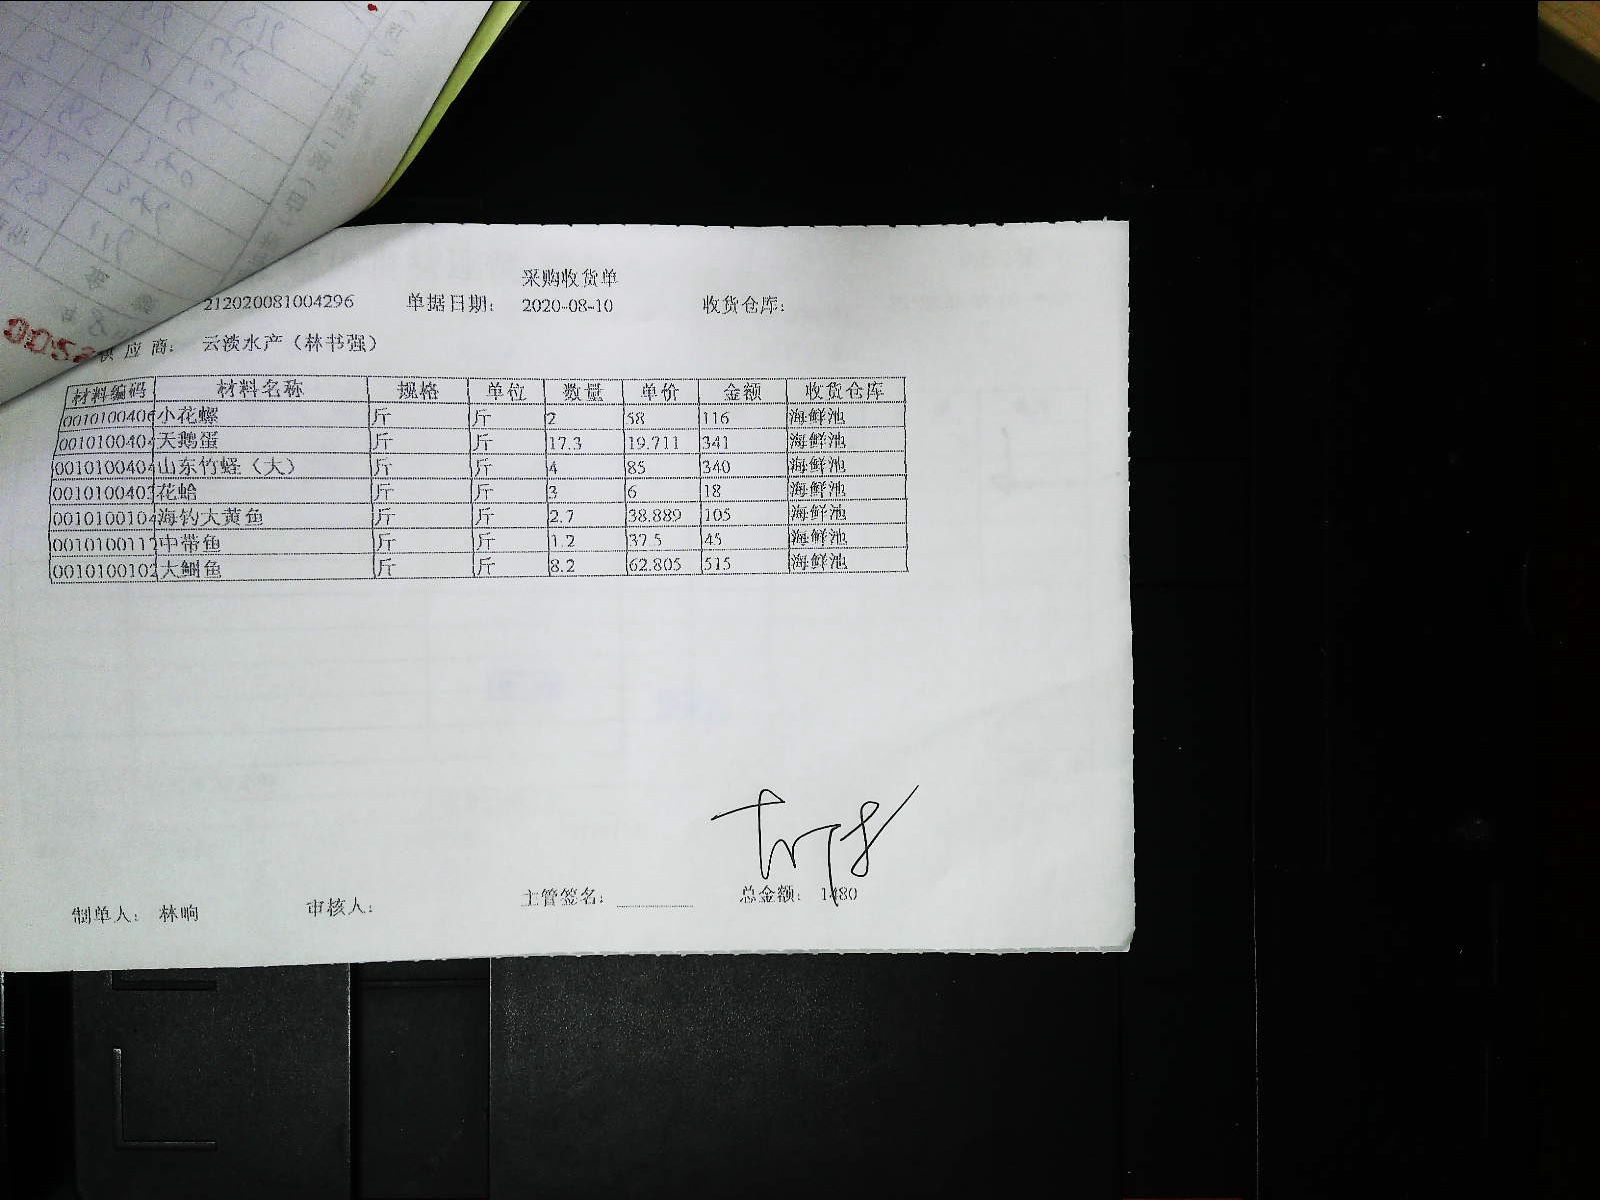 采购收货单
212020081004296 单据日期: 2020-08-10 收货仓库:
供应商: 云淡水产（林书强）
材料编码 材料名称 规格 单位 数量 单价 金额 收货仓库
0010100406 小花螺 斤 斤 2 58 116 海鲜池
001010040 天鹅蛋 斤 斤 17.3 19.711 341 海鲜池
001010040 山东竹蛏（大） 斤 斤 4 85 340 海鲜池
001010040 花蛤 斤 斤 3 6 18 海鲜池
001010010 海钓大黄鱼 斤 斤 2.7 38.889 105 海鲜池
001010011 中带鱼 斤 斤 1.2 37.5 45 海鲜池
0010100102 大鲳鱼 斤 斤 8.2 62.805 515 海鲜池
制单人: 林响 审核人: 主管签名: 总金额: 1480